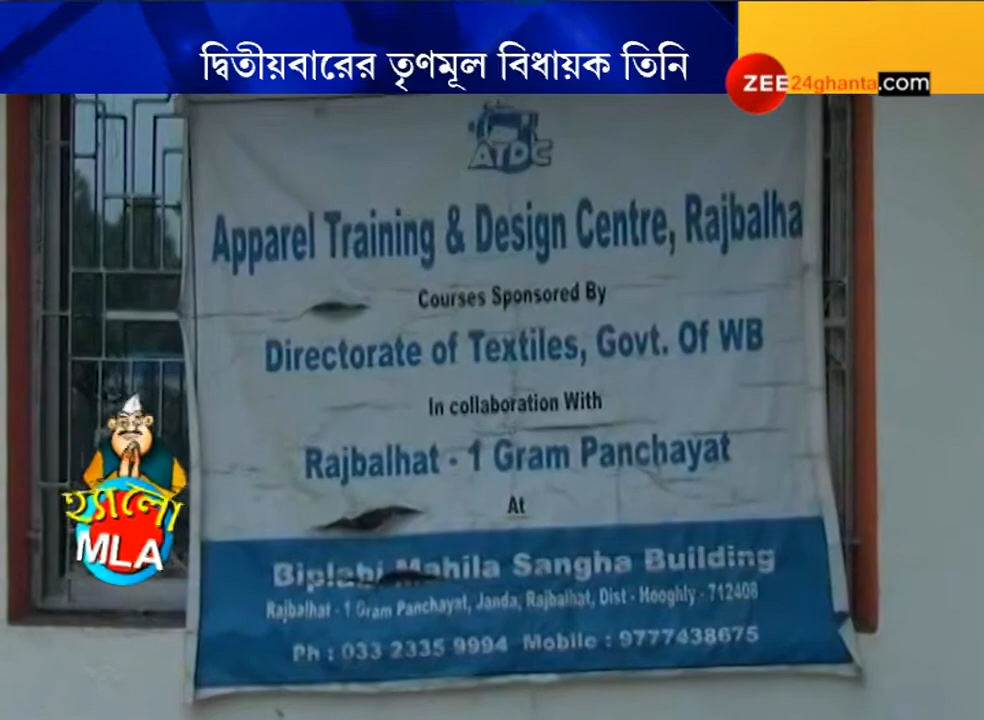 দ্বিতীয়বারের তৃণমূল বিধায়ক তিনি
ZEE24ghanta.com
ATDC
Apparel Training & Design Centre, Rajbalha
Courses Sponsored By
Directorate of Textiles, Govt. Of WB
In collaboration With
Rajbalhat - 1 Gram Panchayat
At
Biplabi Mahila Sangha Building
Rajbalhat - 1 Gram Panchayat, Janda, Rajbalhat, Dist - Hooghly - 712408
Ph : 033 2335 9994 Mobile : 9777438675
হ্যালো
MLA